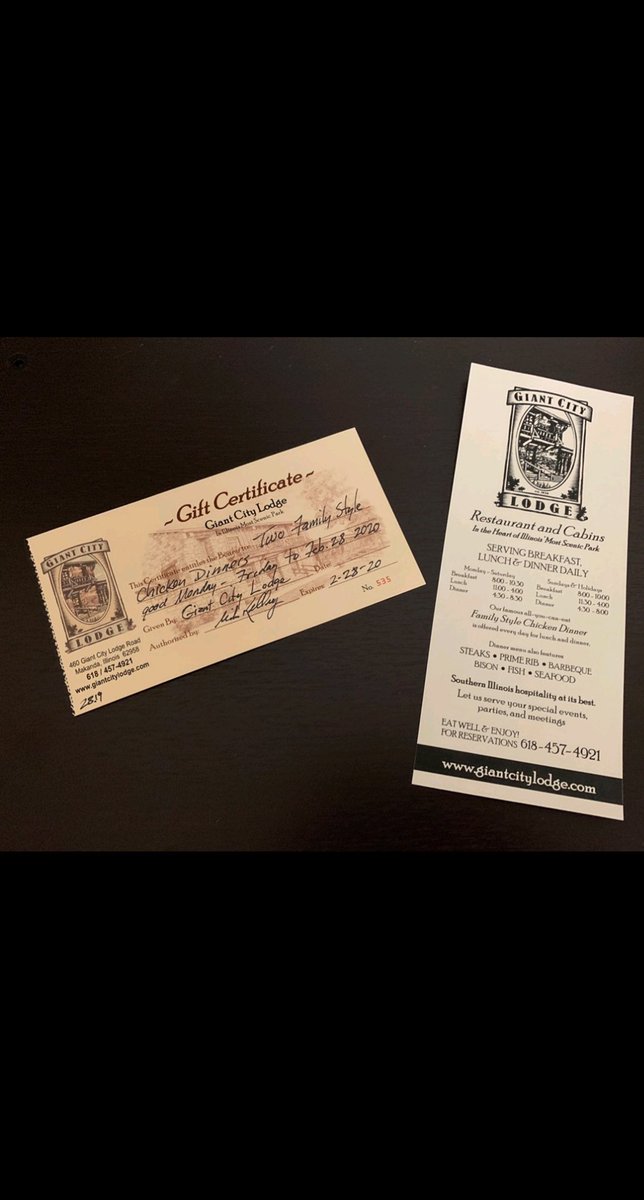 ~ Gift Certificate ~
Giant City Lodge
In Illinois' Most Scenic Park
This Certificate entitles the Bearer to: Two Family Style
Chicken Dinners
good Monday - Friday to Feb. 28 2020
Given By: Giant City Lodge Date:
Authorized by: Expires: 2-28-20
No. 535
GIANT CITY
LODGE
460 Giant City Lodge Road
Makanda, Illinois 62958
618 / 457-4921
www.giantcitylodge.com
2819
GIANT CITY
LODGE
Restaurant and Cabins
In the Heart of Illinois' Most Scenic Park
SERVING BREAKFAST,
LUNCH & DINNER DAILY
Monday - Saturday
Breakfast 8:00 - 10:30
Lunch 11:00 - 4:00
Dinner 4:30 - 8:30
Sundays & Holidays
Breakfast 8:00 - 10:00
Lunch 11:30 - 4:00
Dinner 4:30 - 8:00
Our famous all-you-can-eat
Family Style Chicken Dinner
is offered every day for lunch and dinner.
Dinner menu also features
STEAKS • PRIME RIB • BARBEQUE
BISON • FISH • SEAFOOD
Southern Illinois hospitality at its best.
Let us serve your special events,
parties, and meetings
EAT WELL & ENJOY!
FOR RESERVATIONS 618-457-4921
www.giantcitylodge.com